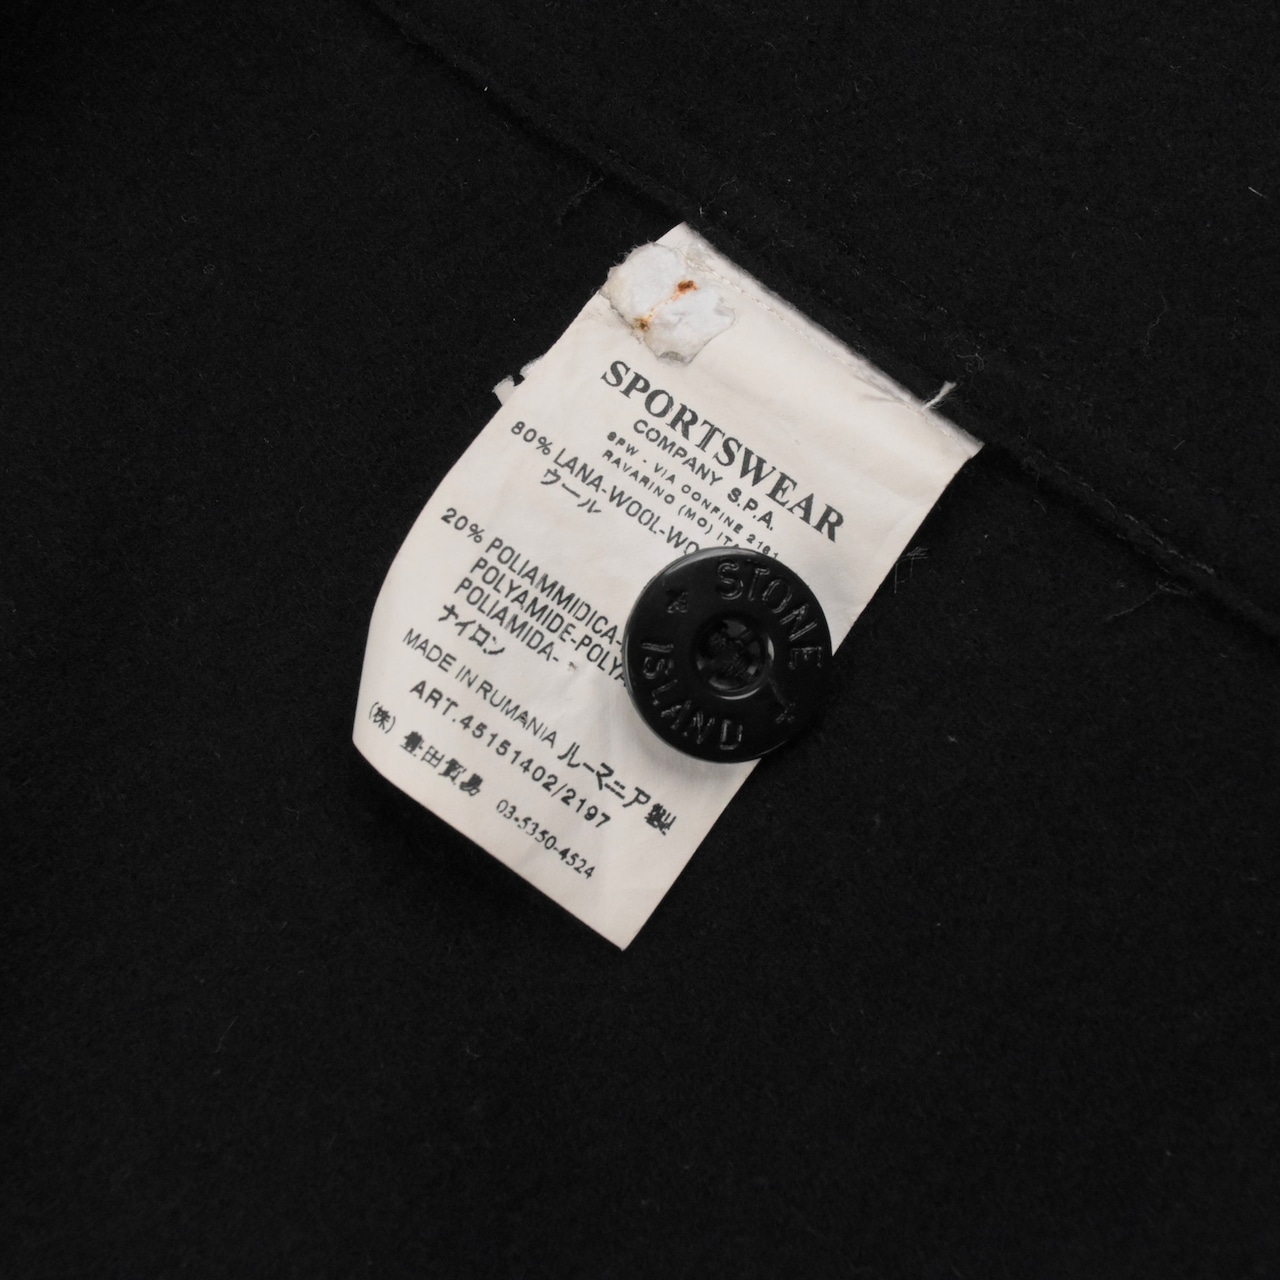 SPORTSWEAR
COMPANY S.P.A.
SPW - VIA CONFINE 2161
RAVARINO (MO) ITA
80% LANA-WOOL-WO
ウール
20% POLIAMMIDICA-
POLYAMIDE-POLYA
POLIAMIDA-
ナイロン
MADE IN RUMANIA ルーマニア製
ART.45151402/2197
(株) 豊田貿易 03-5350-4524
STONE
ISLAND